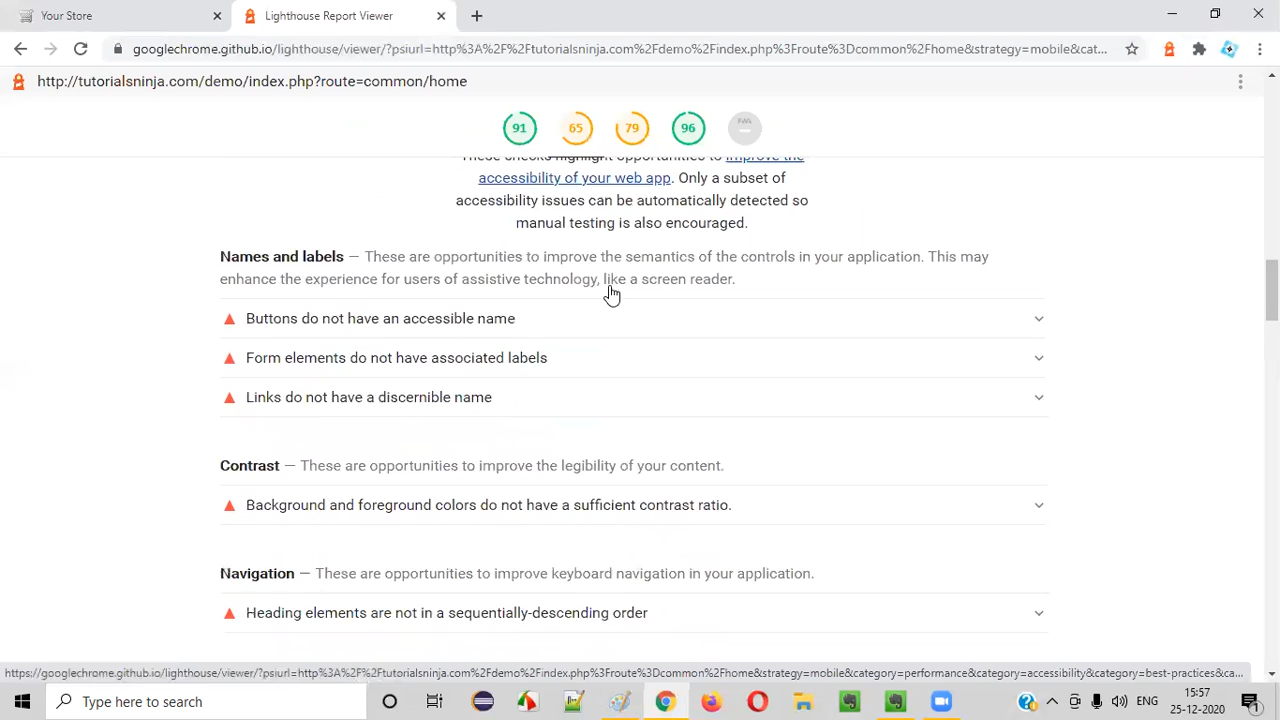 Your Store
Lighthouse Report Viewer
googlechrome.github.io/lighthouse/viewer/?psiurl=http%3A%2F%2Ftutorialsninja.com%2Fdemo%2Findex.php%3Froute%3Dcommon%2Fhome&strategy=mobile&cat...
http://tutorialsninja.com/demo/index.php?route=common/home
91 65 79 96 PWA
These checks highlight opportunities to improve the
accessibility of your web app. Only a subset of
accessibility issues can be automatically detected so
manual testing is also encouraged.
Names and labels — These are opportunities to improve the semantics of the controls in your application. This may
enhance the experience for users of assistive technology, like a screen reader.
Buttons do not have an accessible name
Form elements do not have associated labels
Links do not have a discernible name
Contrast — These are opportunities to improve the legibility of your content.
Background and foreground colors do not have a sufficient contrast ratio.
Navigation — These are opportunities to improve keyboard navigation in your application.
Heading elements are not in a sequentially-descending order
https://googlechrome.github.io/lighthouse/viewer/?psiurl=http%3A%2F%2Ftutorialsninja.com%2Fdemo%2Findex.php%3Froute%3Dcommon%2Fhome&strategy=mobile&category=performance&category=accessibility&category=best-practices&ca...
Type here to search
ENG
15:57
25-12-2020
1